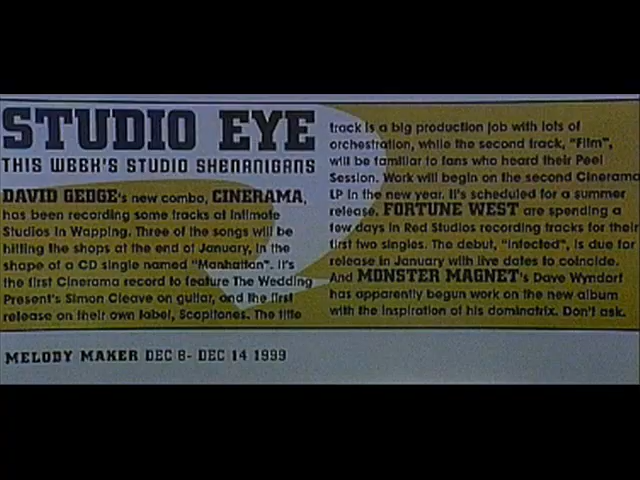 STUDIO EYE
THIS WEEK'S STUDIO SHENANIGANS
DAVID GEDGE's new combo, CINERAMA,
has been recording some tracks at Intimate
Studios in Wapping. Three of the songs will be
hitting the shops at the end of January, in the
shape of a CD single named "Manhattan". It's
the first Cinerama record to feature The Wedding
Present's Simon Cleave on guitar, and the first
release on their own label, Scopitones. The title
track is a big production job with lots of
orchestration, while the second track, "Film",
will be familiar to fans who heard their Peel
Session. Work will begin on the second Cinerama
LP in the new year. It's scheduled for a summer
release. FORTUNE WEST are spending a
few days in Red Studios recording tracks for their
first two singles. The debut, "Infected", is due for
release in January with live dates to coincide.
And MONSTER MAGNET's Dave Wyndorf
has apparently begun work on the new album
with the inspiration of his dominatrix. Don't ask.
MELODY MAKER DEC 8- DEC 14 1999